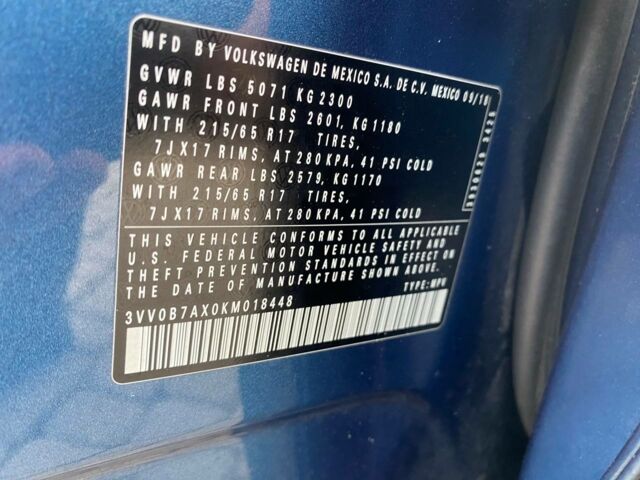 MFD BY VOLKSWAGEN DE MEXICO S.A. DE C.V. MEXICO 09/18
GVWR LBS 5071 KG 2300
GAWR FRONT LBS 2601, KG 1180
WITH 215/65 R17 TIRES,
7JX17 RIMS, AT 280 KPA, 41 PSI COLD
GAWR REAR LBS 2579, KG 1170
WITH 215/65 R17 TIRES,
7JX17 RIMS, AT 280 KPA, 41 PSI COLD
THIS VEHICLE CONFORMS TO ALL APPLICABLE
U.S. FEDERAL MOTOR VEHICLE SAFETY AND
THEFT PREVENTION STANDARDS IN EFFECT ON
THE DATE OF MANUFACTURE SHOWN ABOVE.
TYPE: MPV
3VV0B7AX0KM018448